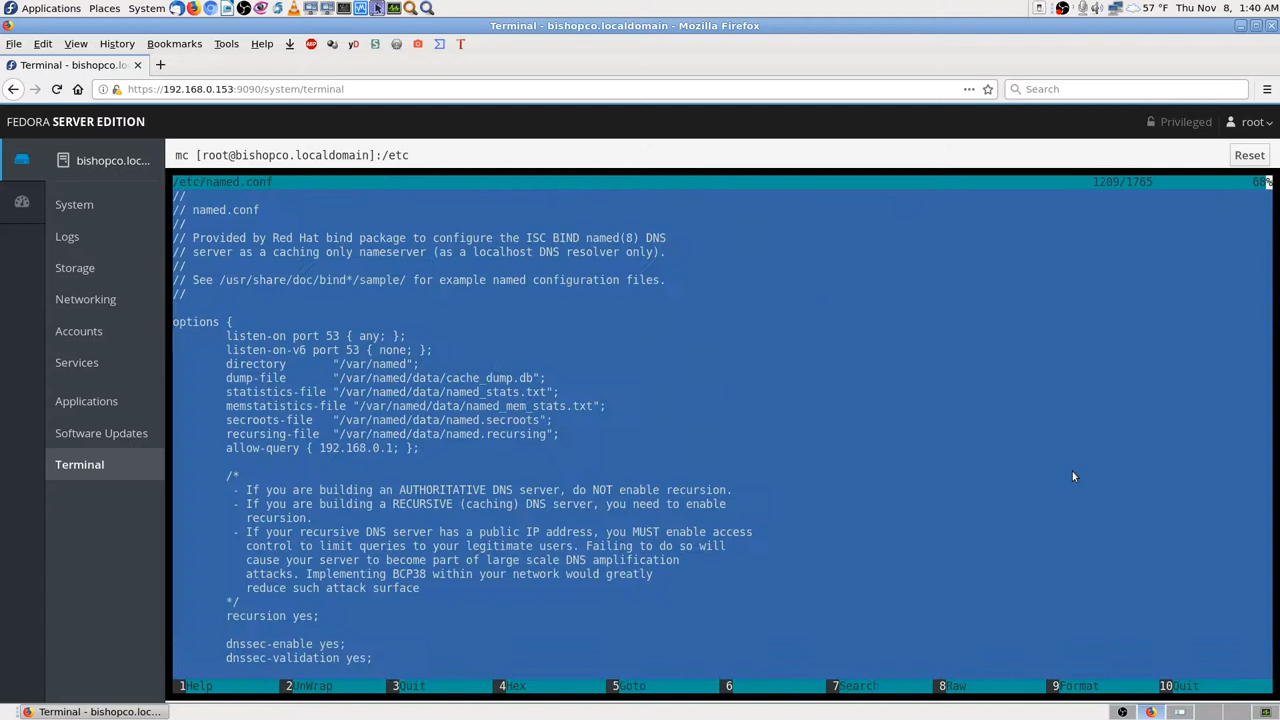 Applications Places System 57 °F Thu Nov 8, 1:40 AM
Terminal - bishopco.localdomain - Mozilla Firefox
File Edit View History Bookmarks Tools Help
Terminal - bishopco.lo
https://192.168.0.153:9090/system/terminal Search
FEDORA SERVER EDITION Privileged root
bishopco.locald... mc [root@bishopco.localdomain]:/etc Reset
System
Logs
Storage
Networking
Accounts
Services
Applications
Software Updates
Terminal
/etc/named.conf 1209/1765 68%
//
// named.conf
//
// Provided by Red Hat bind package to configure the ISC BIND named(8) DNS
// server as a caching only nameserver (as a localhost DNS resolver only).
//
// See /usr/share/doc/bind*/sample/ for example named configuration files.
//
options {
listen-on port 53 { any; };
listen-on-v6 port 53 { none; };
directory "/var/named";
dump-file "/var/named/data/cache_dump.db";
statistics-file "/var/named/data/named_stats.txt";
memstatistics-file "/var/named/data/named_mem_stats.txt";
secroots-file "/var/named/data/named.secroots";
recursing-file "/var/named/data/named.recursing";
allow-query { 192.168.0.1; };
/*
- If you are building an AUTHORITATIVE DNS server, do NOT enable recursion.
- If you are building a RECURSIVE (caching) DNS server, you need to enable
recursion.
- If your recursive DNS server has a public IP address, you MUST enable access
control to limit queries to your legitimate users. Failing to do so will
cause your server to become part of large scale DNS amplification
attacks. Implementing BCP38 within your network would greatly
reduce such attack surface
*/
recursion yes;
dnssec-enable yes;
dnssec-validation yes;
1Help 2UnWrap 3Quit 4Hex 5Goto 6 7Search 8Raw 9Format 10Quit
Terminal - bishopco.loc...